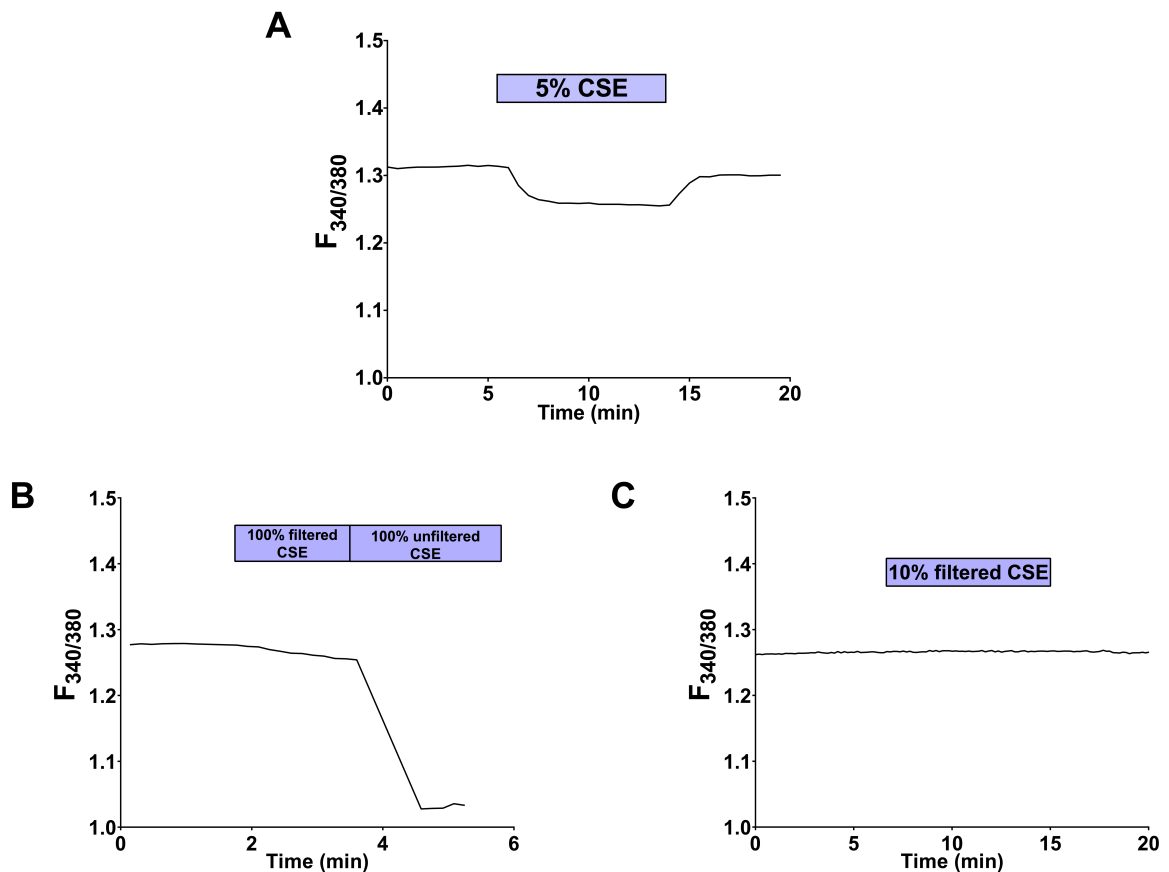 A
1.5
5% CSE
1.4
1.3
1.2
1.1
1.0
F340/380
0 5 10 15 20
Time (min)
B
1.5
100% filtered
CSE
100% unfiltered
CSE
1.4
1.3
1.2
1.1
1.0
F340/380
0 2 4 6
Time (min)
C
1.5
1.4
10% filtered CSE
1.3
1.2
1.1
1.0
F340/380
0 5 10 15 20
Time (min)